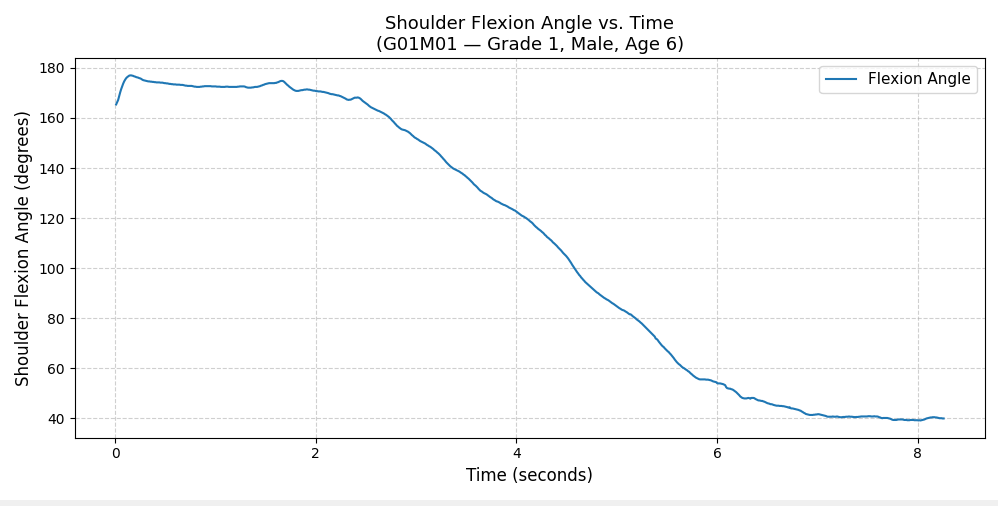 Shoulder Flexion Angle vs. Time
(G01M01 — Grade 1, Male, Age 6)
Flexion Angle
Shoulder Flexion Angle (degrees)
180
160
140
120
100
80
60
40
0 2 4 6 8
Time (seconds)